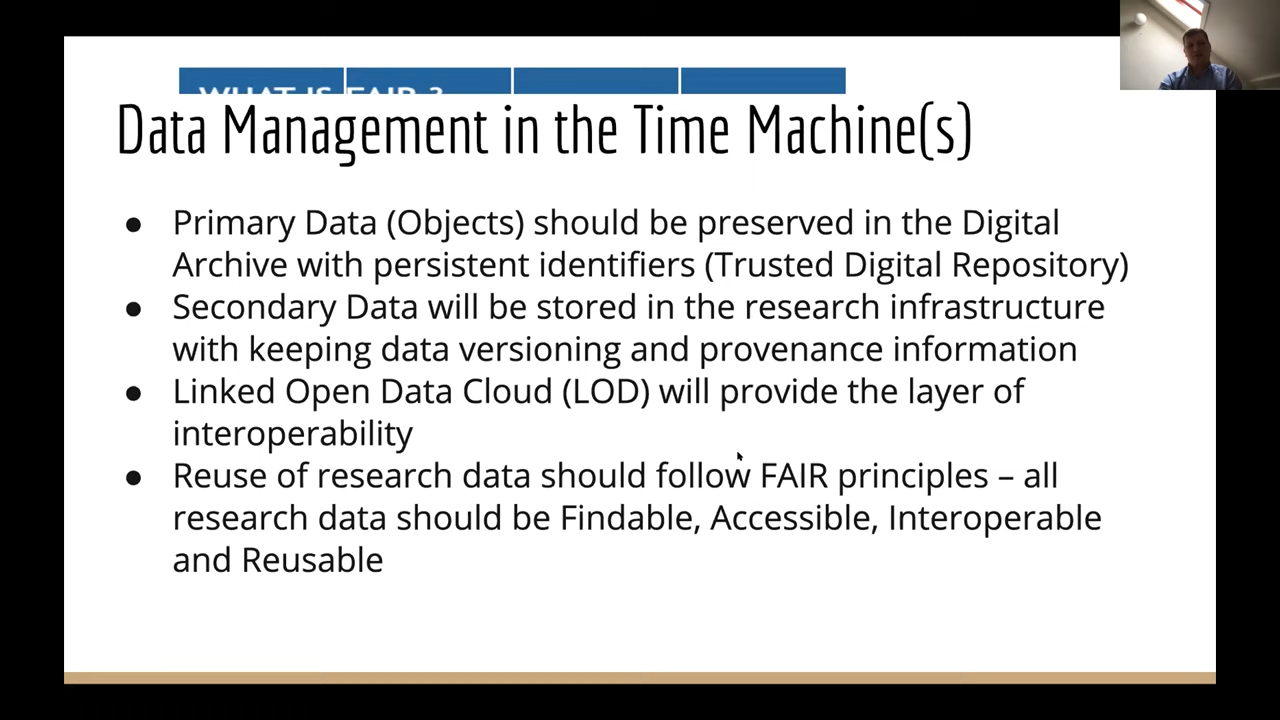 WHAT IS FAIR ?
Data Management in the Time Machine(s)
● Primary Data (Objects) should be preserved in the Digital
Archive with persistent identifiers (Trusted Digital Repository)
● Secondary Data will be stored in the research infrastructure
with keeping data versioning and provenance information
● Linked Open Data Cloud (LOD) will provide the layer of
interoperability
● Reuse of research data should follow FAIR principles – all
research data should be Findable, Accessible, Interoperable
and Reusable